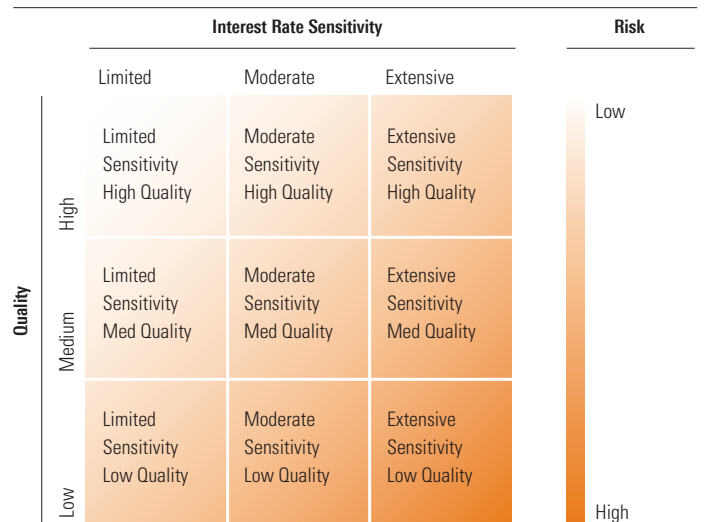 Interest Rate Sensitivity
Risk
Limited
Moderate
Extensive
Low
Quality
High
Limited
Sensitivity
High Quality
Moderate
Sensitivity
High Quality
Extensive
Sensitivity
High Quality
Medium
Limited
Sensitivity
Med Quality
Moderate
Sensitivity
Med Quality
Extensive
Sensitivity
Med Quality
Low
Limited
Sensitivity
Low Quality
Moderate
Sensitivity
Low Quality
Extensive
Sensitivity
Low Quality
High